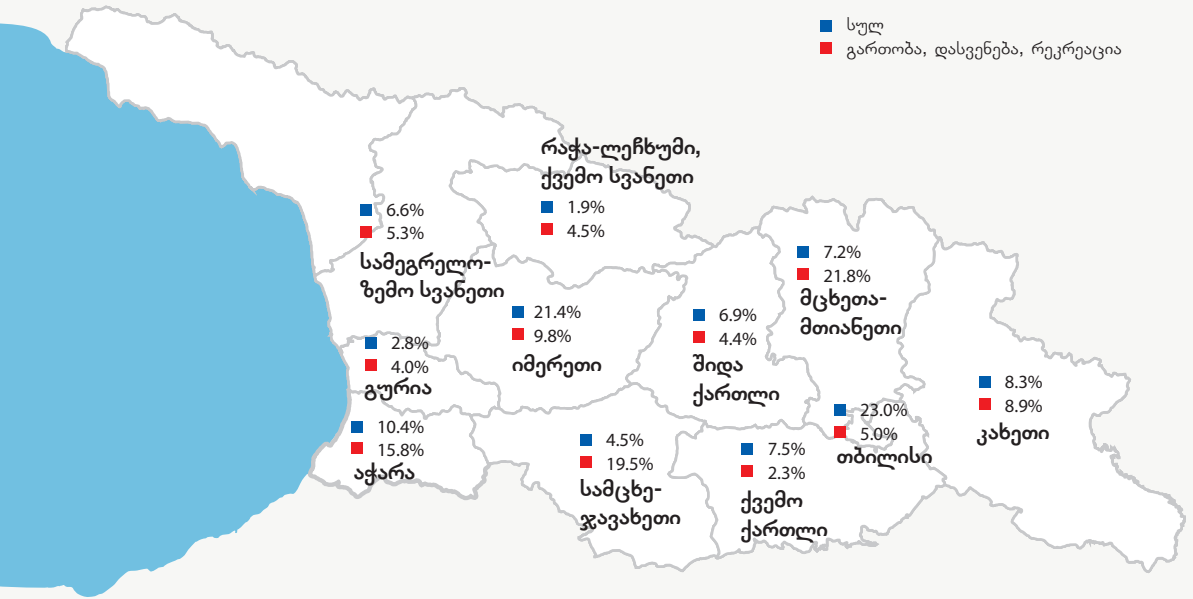 სულ
გართობა, დასვენება, რეკრეაცია
რაჭა-ლეჩხუმი,
ქვემო სვანეთი
1.9%
4.5%
6.6%
5.3%
სამეგრელო-
ზემო სვანეთი
7.2%
21.8%
მცხეთა-
მთიანეთი
21.4%
9.8%
იმერეთი
6.9%
4.4%
შიდა
ქართლი
2.8%
4.0%
გურია
8.3%
8.9%
კახეთი
23.0%
5.0%
თბილისი
10.4%
15.8%
აჭარა
4.5%
19.5%
სამცხე-
ჯავახეთი
7.5%
2.3%
ქვემო
ქართლი